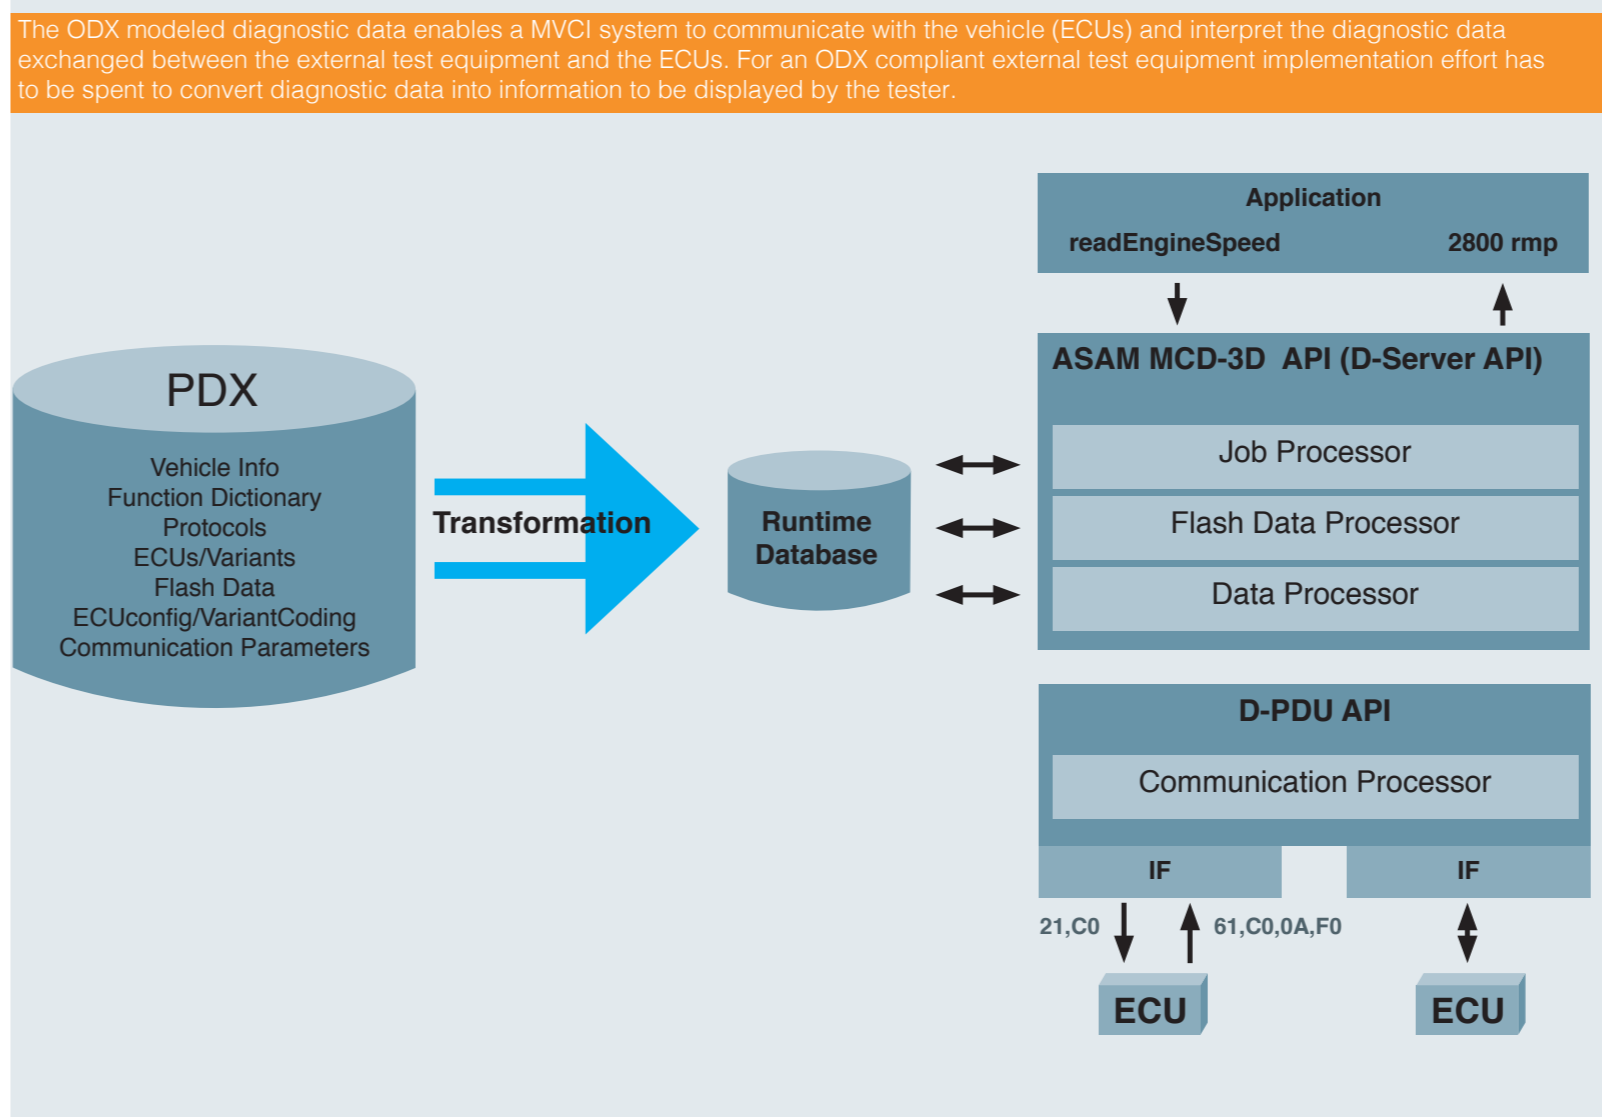 The ODX modeled diagnostic data enables a MVCI system to communicate with the vehicle (ECUs) and interpret the diagnostic data
exchanged between the external test equipment and the ECUs. For an ODX compliant external test equipment implementation effort has
to be spent to convert diagnostic data into information to be displayed by the tester.
PDX
Vehicle Info
Function Dictionary
Protocols
ECUs/Variants
Flash Data
ECUconfig/VariantCoding
Communication Parameters
Transformation
Runtime
Database
Application
readEngineSpeed 2800 rmp
ASAM MCD-3D API (D-Server API)
Job Processor
Flash Data Processor
Data Processor
D-PDU API
Communication Processor
IF IF
21,C0 61,C0,0A,F0
ECU ECU